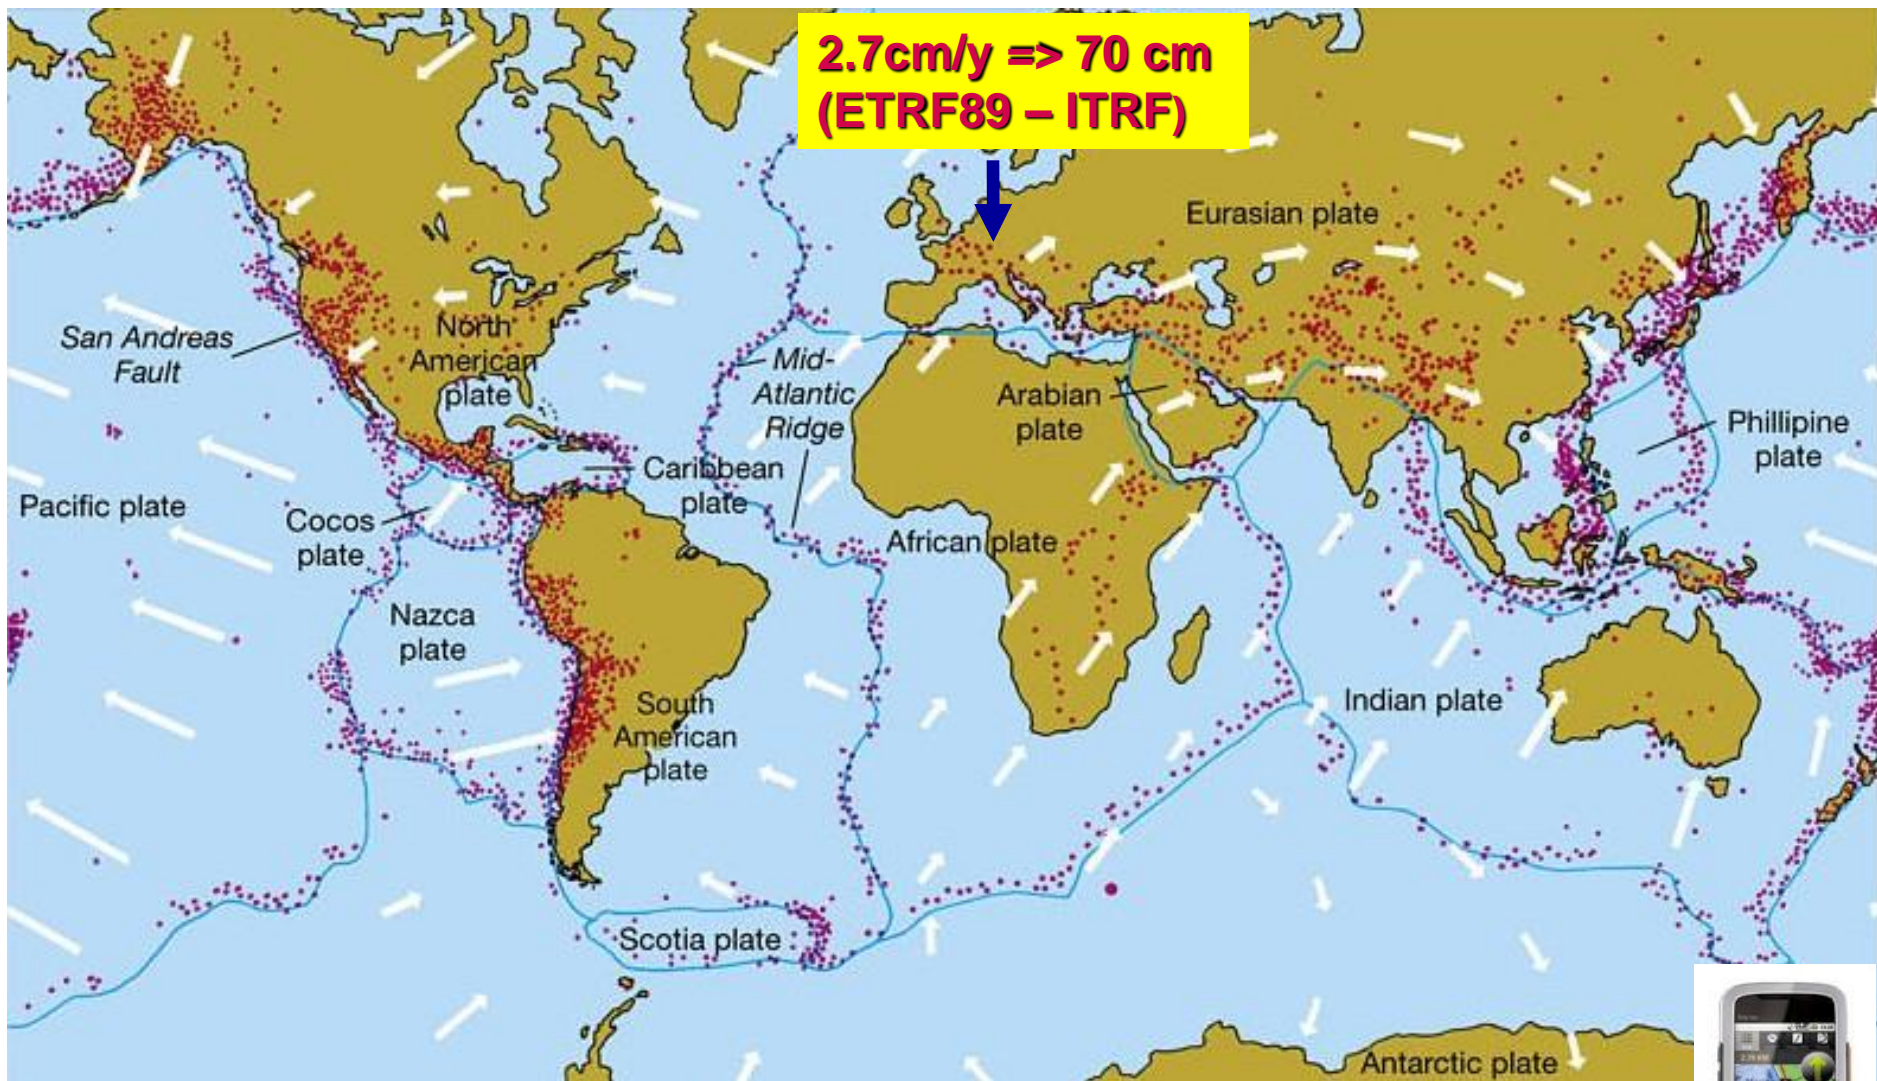 2.7cm/y => 70 cm
(ETRF89 – ITRF)
Eurasian plate
San Andreas
Fault
North
American
plate
Mid-
Atlantic
Ridge
Arabian
plate
Phillipine
plate
Caribbean
plate
Pacific plate
Cocos
plate
African plate
Nazca
plate
South
American
plate
Indian plate
Scotia plate
Antarctic plate